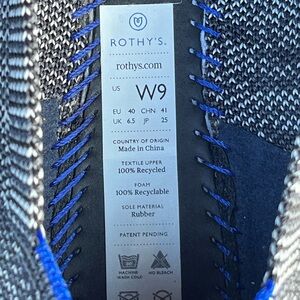 ROTHY'S.
rothys.com
US W9
EU 40 CHN 41
UK 6.5 JP 25
COUNTRY OF ORIGIN
Made in China
TEXTILE UPPER
100% Recycled
FOAM
100% Recyclable
SOLE MATERIAL
Rubber
PATENT PENDING
MACHINE WASH COLD
NO BLEACH